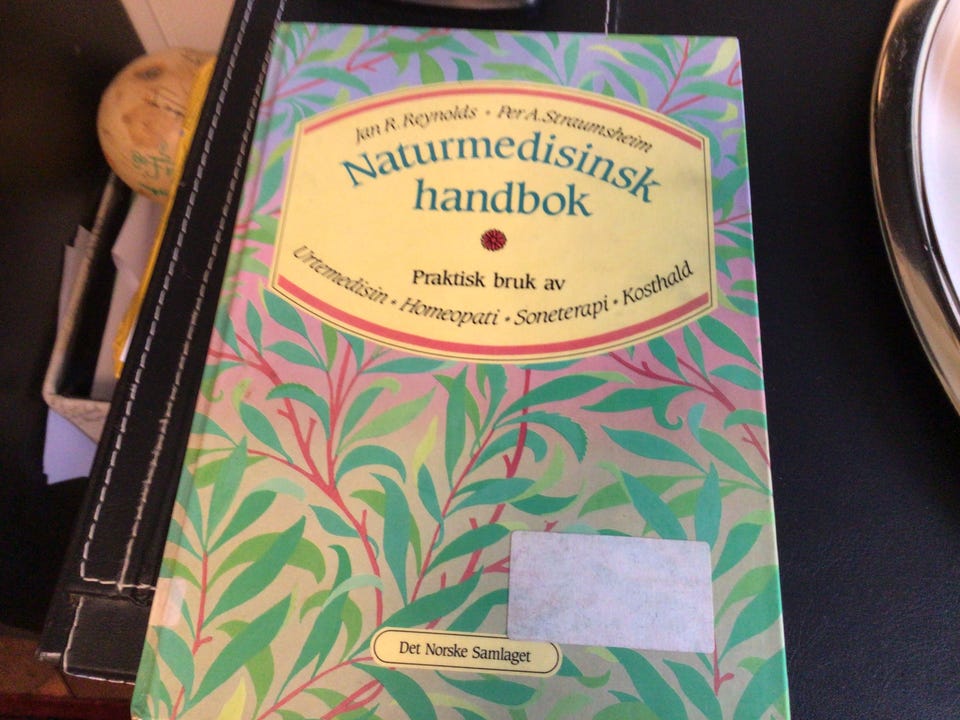 Jan R. Reynolds • Per A. Straumsheim
Naturmedisinsk
handbok
Praktisk bruk av
Urtemedisin • Homeopati • Soneterapi • Kosthald
Det Norske Samlaget